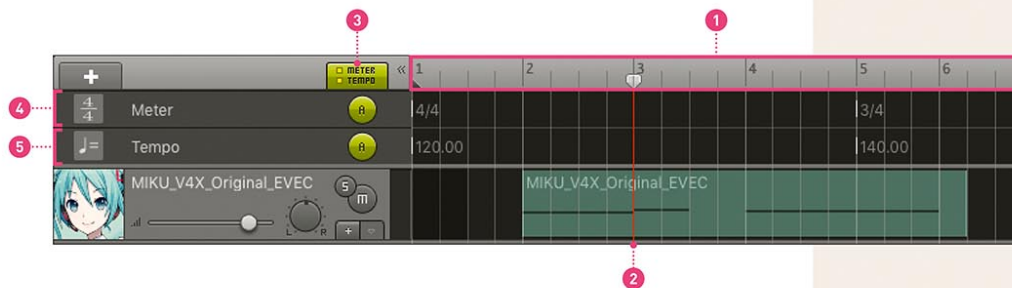 3
1
METER
TEMPO
1
2
3
4
5
6
4
4
4
Meter
A
4/4
3/4
5
Tempo
A
120.00
140.00
MIKU_V4X_Original_EVEC
S
m
L
R
MIKU_V4X_Original_EVEC
2